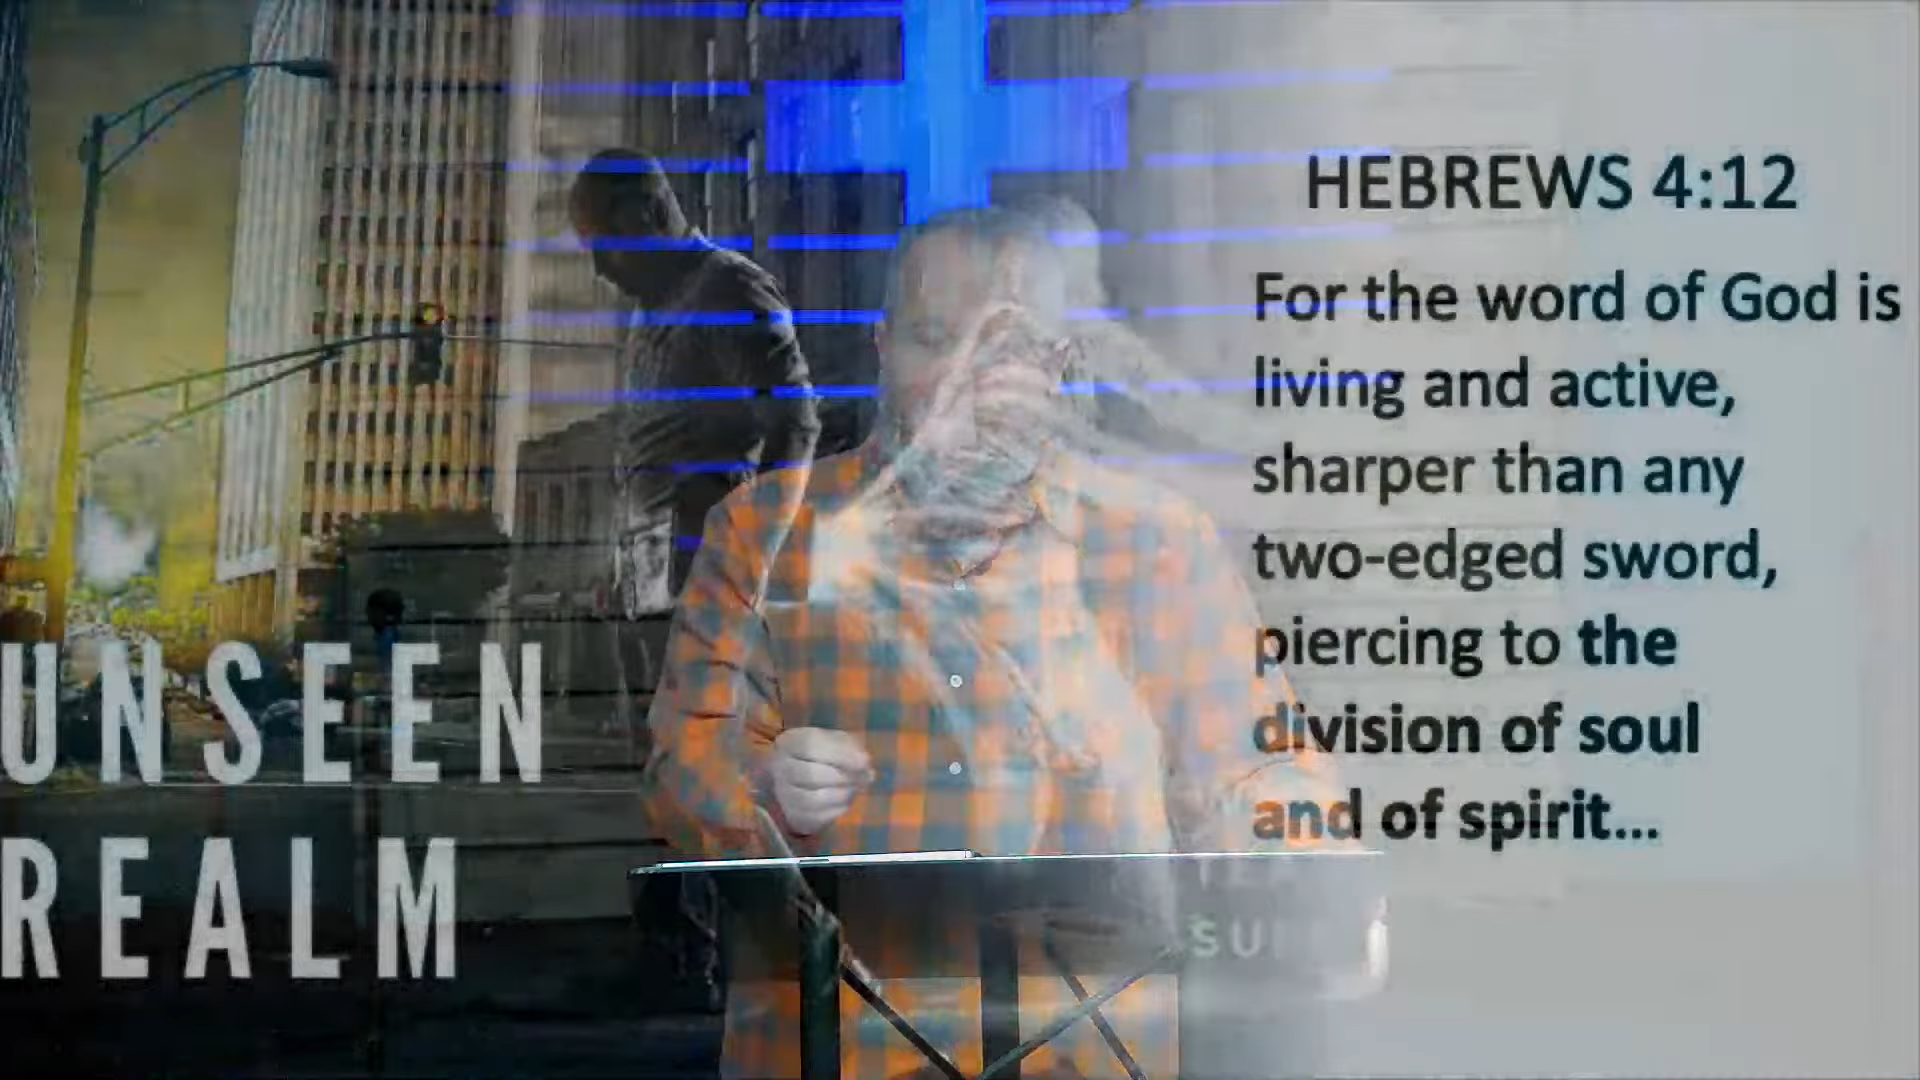 UNSEEN
REALM
HEBREWS 4:12
For the word of God is
living and active,
sharper than any
two-edged sword,
piercing to the
division of soul
and of spirit...